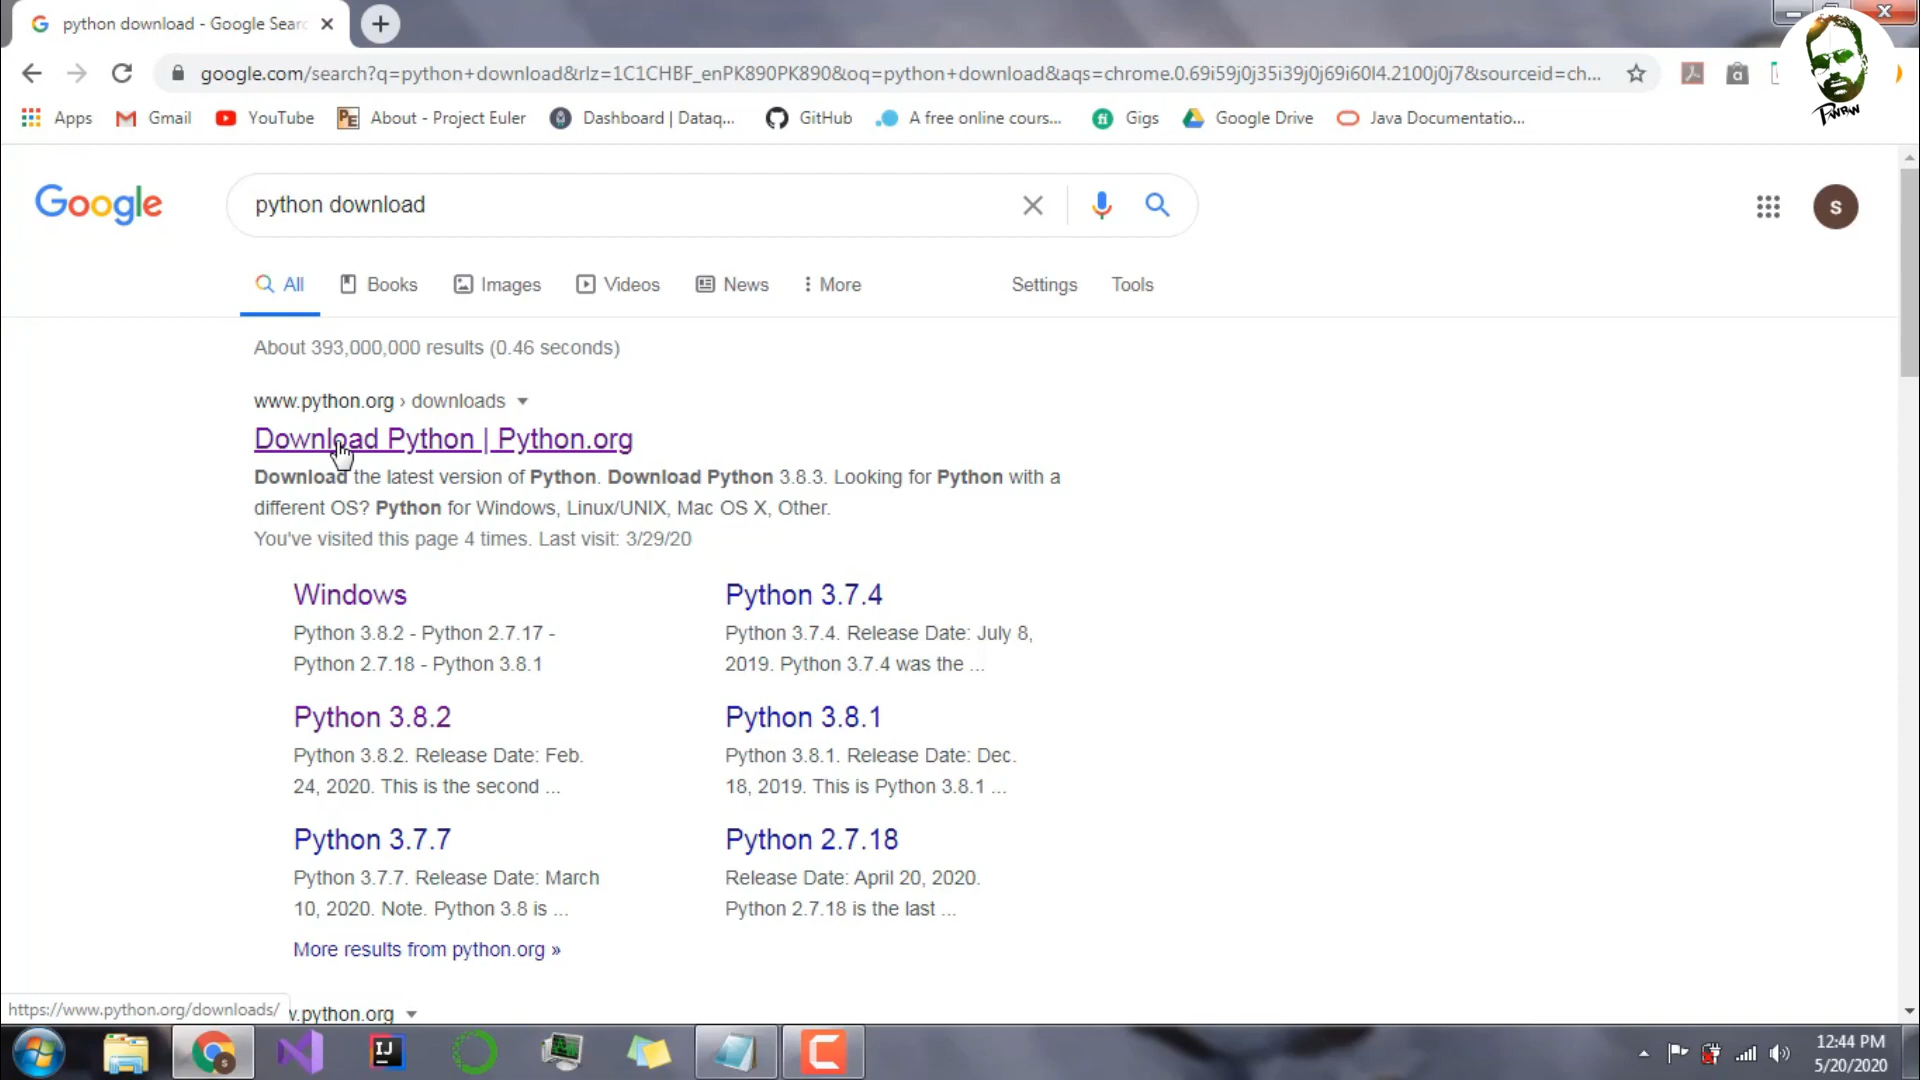 python download - Google Sear
google.com/search?q=python+download&rlz=1C1CHBF_enPK890PK890&oq=python+download&aqs=chrome.0.69i59j0j35i39j0j69i60l4.2100j0j7&sourceid=ch...
Apps Gmail YouTube PE About - Project Euler Dashboard | Dataq... GitHub A free online cours... fi Gigs Google Drive Java Documentatio...
Google python download S
All Books Images Videos News More Settings Tools
About 393,000,000 results (0.46 seconds)
www.python.org › downloads
Download Python | Python.org
Download the latest version of Python. Download Python 3.8.3. Looking for Python with a
different OS? Python for Windows, Linux/UNIX, Mac OS X, Other.
You've visited this page 4 times. Last visit: 3/29/20
Windows
Python 3.8.2 - Python 2.7.17 -
Python 2.7.18 - Python 3.8.1
Python 3.7.4
Python 3.7.4. Release Date: July 8,
2019. Python 3.7.4 was the ...
Python 3.8.2
Python 3.8.2. Release Date: Feb.
24, 2020. This is the second ...
Python 3.8.1
Python 3.8.1. Release Date: Dec.
18, 2019. This is Python 3.8.1 ...
Python 3.7.7
Python 3.7.7. Release Date: March
10, 2020. Note. Python 3.8 is ...
Python 2.7.18
Release Date: April 20, 2020.
Python 2.7.18 is the last ...
More results from python.org »
https://www.python.org/downloads/
v.python.org
IJ
12:44 PM
5/20/2020